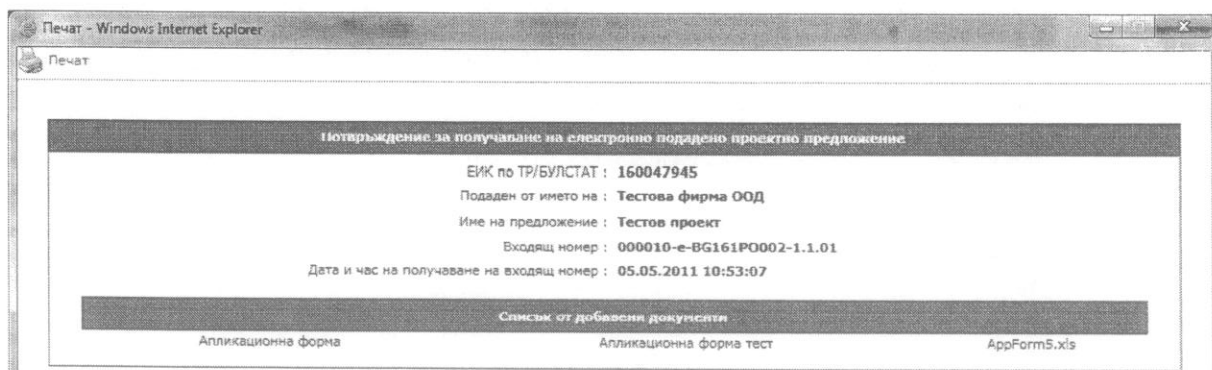 Печат - Windows Internet Explorer
Печат
Потвръждение за получаване на електронно подадено проектно предложение
ЕИК по ТР/БУЛСТАТ : 160047945
Подаден от името на : Тестова фирма ООД
Име на предложение : Тестов проект
Входящ номер : 000010-e-BG161PO002-1.1.01
Дата и час на получаване на входящ номер : 05.05.2011 10:53:07
Списък от добавени документи
Апликационна форма Апликационна форма тест AppForm5.xls